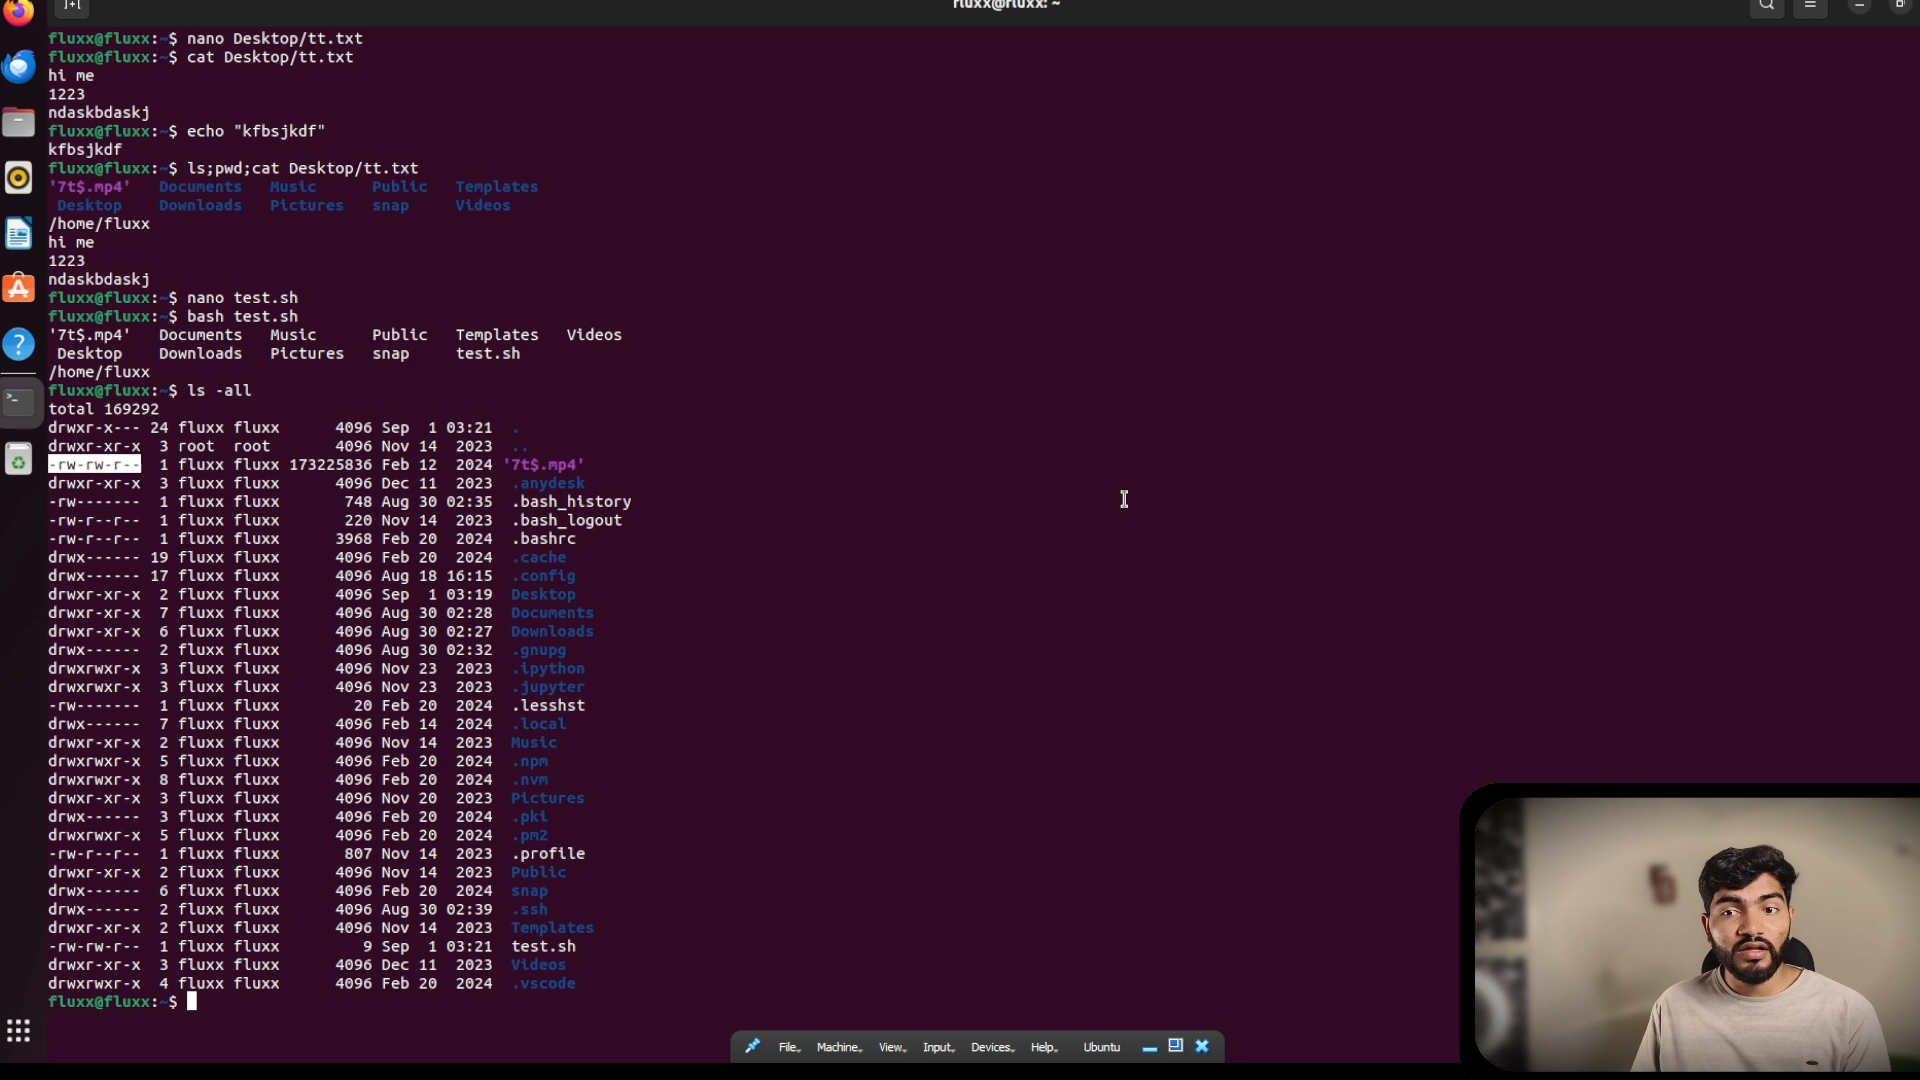 fluxx@fluxx: ~
fluxx@fluxx:~$ nano Desktop/tt.txt
fluxx@fluxx:~$ cat Desktop/tt.txt
hi me
1223
ndaskbdaskj
fluxx@fluxx:~$ echo "kfbsjkdf"
kfbsjkdf
fluxx@fluxx:~$ ls;pwd;cat Desktop/tt.txt
'7t$.mp4' Documents Music Public Templates
Desktop Downloads Pictures snap Videos
/home/fluxx
hi me
1223
ndaskbdaskj
fluxx@fluxx:~$ nano test.sh
fluxx@fluxx:~$ bash test.sh
'7t$.mp4' Documents Music Public Templates Videos
Desktop Downloads Pictures snap test.sh
/home/fluxx
fluxx@fluxx:~$ ls -all
total 169292
drwxr-x--- 24 fluxx fluxx 4096 Sep 1 03:21 .
drwxr-xr-x 3 root root 4096 Nov 14 2023 ..
-rw-rw-r-- 1 fluxx fluxx 173225836 Feb 12 2024 '7t$.mp4'
drwxr-xr-x 3 fluxx fluxx 4096 Dec 11 2023 .anydesk
-rw------- 1 fluxx fluxx 748 Aug 30 02:35 .bash_history
-rw-r--r-- 1 fluxx fluxx 220 Nov 14 2023 .bash_logout
-rw-r--r-- 1 fluxx fluxx 3968 Feb 20 2024 .bashrc
drwx------ 19 fluxx fluxx 4096 Feb 20 2024 .cache
drwx------ 17 fluxx fluxx 4096 Aug 18 16:15 .config
drwxr-xr-x 2 fluxx fluxx 4096 Sep 1 03:19 Desktop
drwxr-xr-x 7 fluxx fluxx 4096 Aug 30 02:28 Documents
drwxr-xr-x 6 fluxx fluxx 4096 Aug 30 02:27 Downloads
drwx------ 2 fluxx fluxx 4096 Aug 30 02:32 .gnupg
drwxrwxr-x 3 fluxx fluxx 4096 Nov 23 2023 .ipython
drwxrwxr-x 3 fluxx fluxx 4096 Nov 23 2023 .jupyter
-rw------- 1 fluxx fluxx 20 Feb 20 2024 .lesshst
drwx------ 7 fluxx fluxx 4096 Feb 14 2024 .local
drwxr-xr-x 2 fluxx fluxx 4096 Nov 14 2023 Music
drwxrwxr-x 5 fluxx fluxx 4096 Feb 20 2024 .npm
drwxrwxr-x 8 fluxx fluxx 4096 Feb 20 2024 .nvm
drwxr-xr-x 3 fluxx fluxx 4096 Nov 20 2023 Pictures
drwx------ 3 fluxx fluxx 4096 Feb 20 2024 .pki
drwxrwxr-x 5 fluxx fluxx 4096 Feb 20 2024 .pm2
-rw-r--r-- 1 fluxx fluxx 807 Nov 14 2023 .profile
drwxr-xr-x 2 fluxx fluxx 4096 Nov 14 2023 Public
drwx------ 6 fluxx fluxx 4096 Feb 20 2024 snap
drwx------ 2 fluxx fluxx 4096 Aug 30 02:39 .ssh
drwxr-xr-x 2 fluxx fluxx 4096 Nov 14 2023 Templates
-rw-rw-r-- 1 fluxx fluxx 9 Sep 1 03:21 test.sh
drwxr-xr-x 3 fluxx fluxx 4096 Dec 11 2023 Videos
drwxrwxr-x 4 fluxx fluxx 4096 Feb 20 2024 .vscode
fluxx@fluxx:~$
File Machine View Input Devices Help Ubuntu